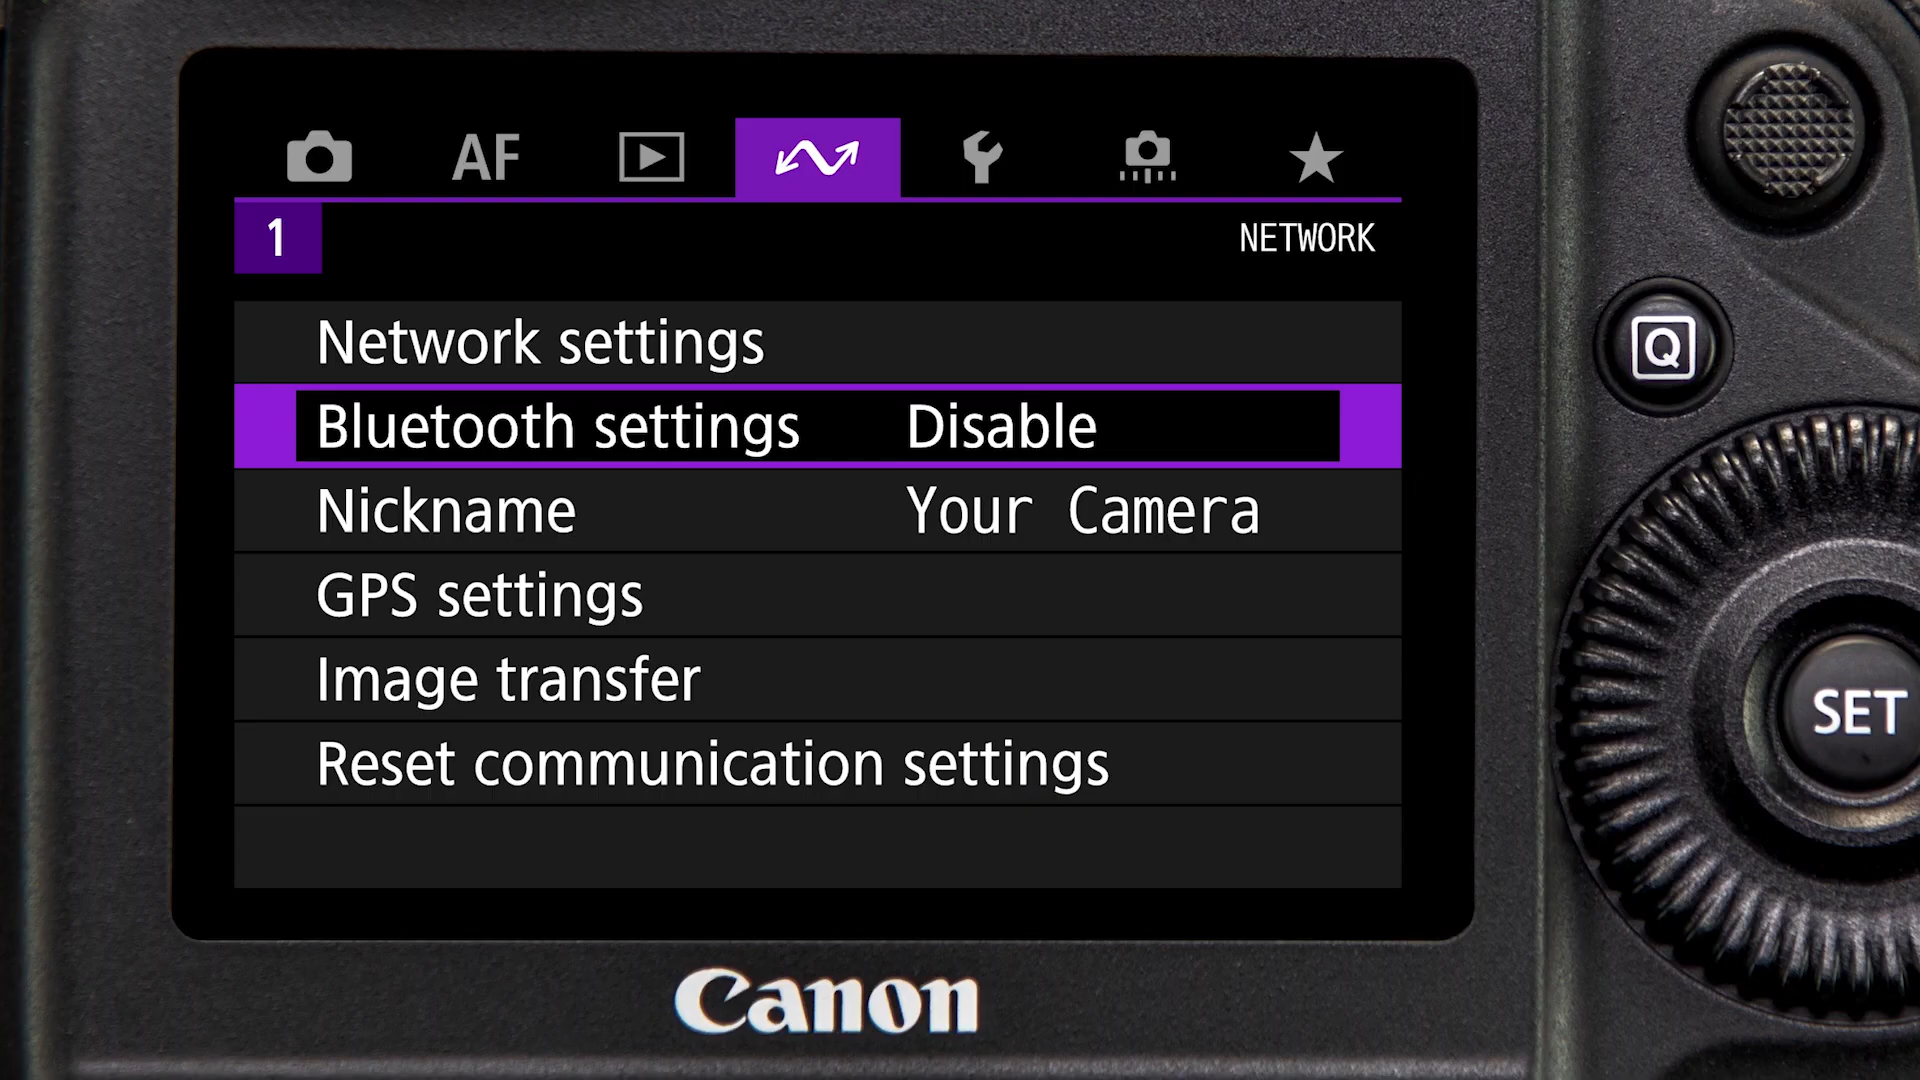 AF
1
NETWORK
Network settings
Bluetooth settings Disable
Nickname Your Camera
GPS settings
Image transfer
Reset communication settings
Q
SET
Canon